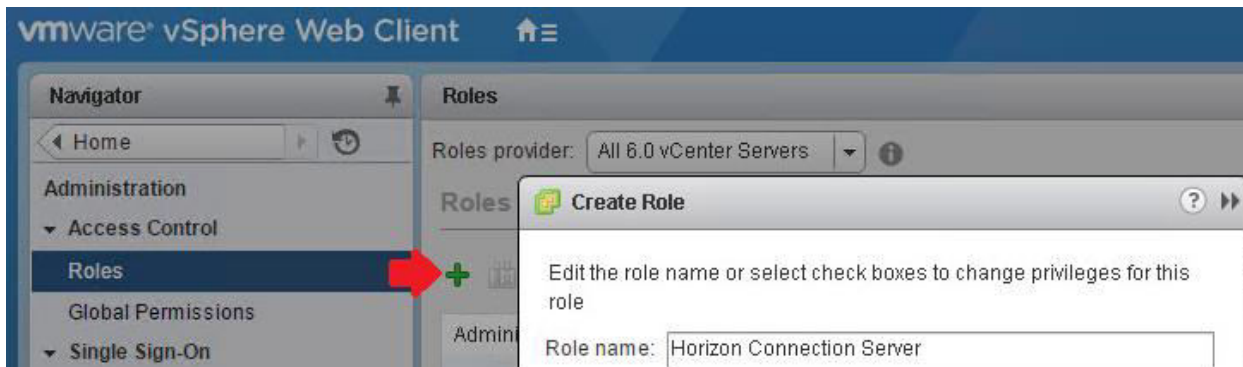 vmware® vSphere Web Client
Navigator
Home
Administration
Access Control
Roles
Global Permissions
Single Sign-On
Roles
Roles provider: All 6.0 vCenter Servers
Roles
Create Role
Edit the role name or select check boxes to change privileges for this
role
Admini
Role name: Horizon Connection Server